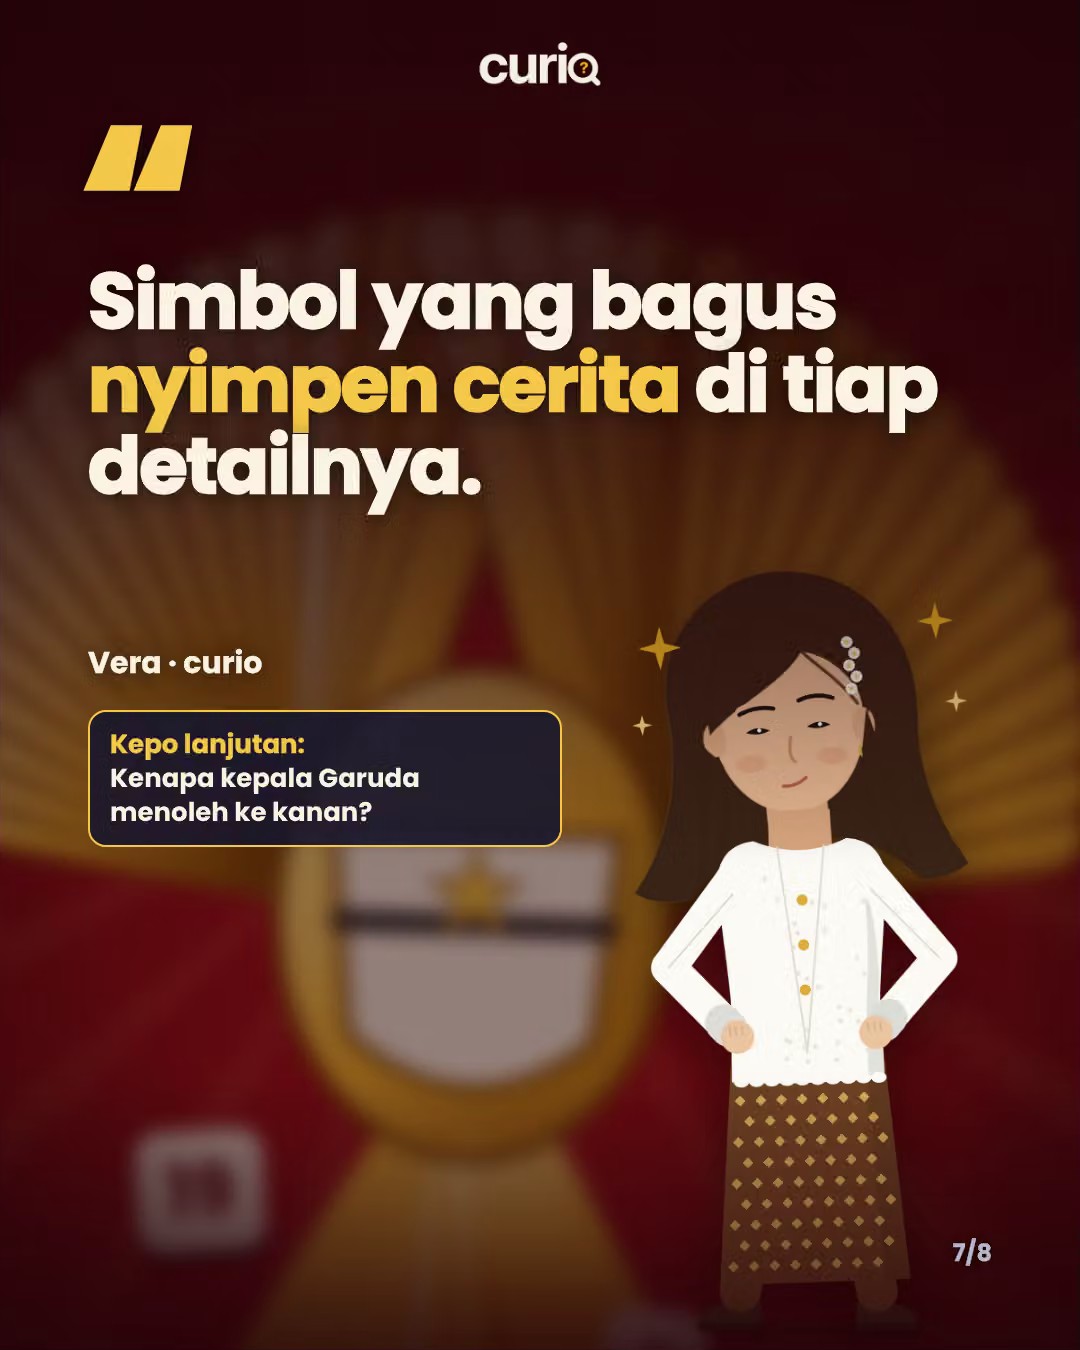 curio
Simbol yang bagus
nyimpen cerita di tiap
detailnya.
Vera · curio
Kepo lanjutan:
Kenapa kepala Garuda
menoleh ke kanan?
7/8